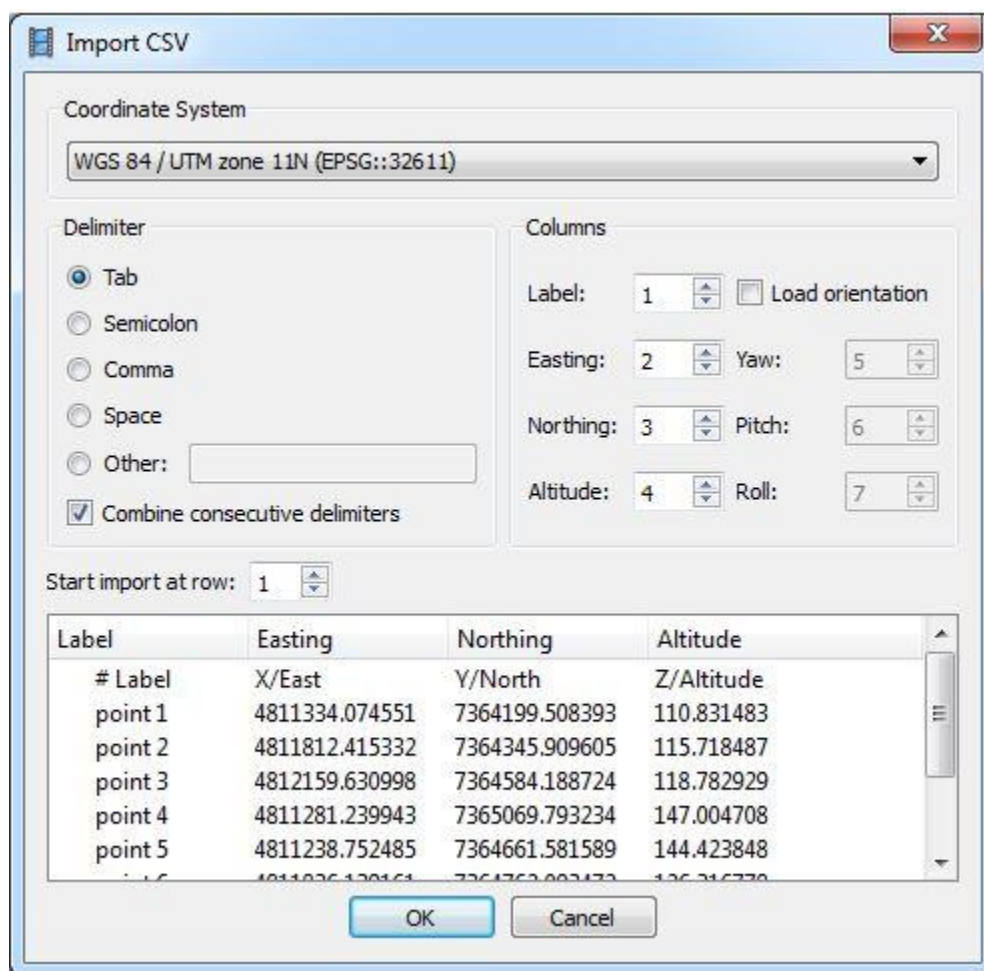 Import CSV
Coordinate System
WGS 84 / UTM zone 11N (EPSG::32611)
Delimiter
Tab
Semicolon
Comma
Space
Other:
Combine consecutive delimiters
Columns
Label: 1 Load orientation
Easting: 2 Yaw: 5
Northing: 3 Pitch: 6
Altitude: 4 Roll: 7
Start import at row: 1
Label Easting Northing Altitude
# Label X/East Y/North Z/Altitude
point 1 4811334.074551 7364199.508393 110.831483
point 2 4811812.415332 7364345.909605 115.718487
point 3 4812159.630998 7364584.188724 118.782929
point 4 4811281.239943 7365069.793234 147.004708
point 5 4811238.752485 7364661.581589 144.423848
OK Cancel